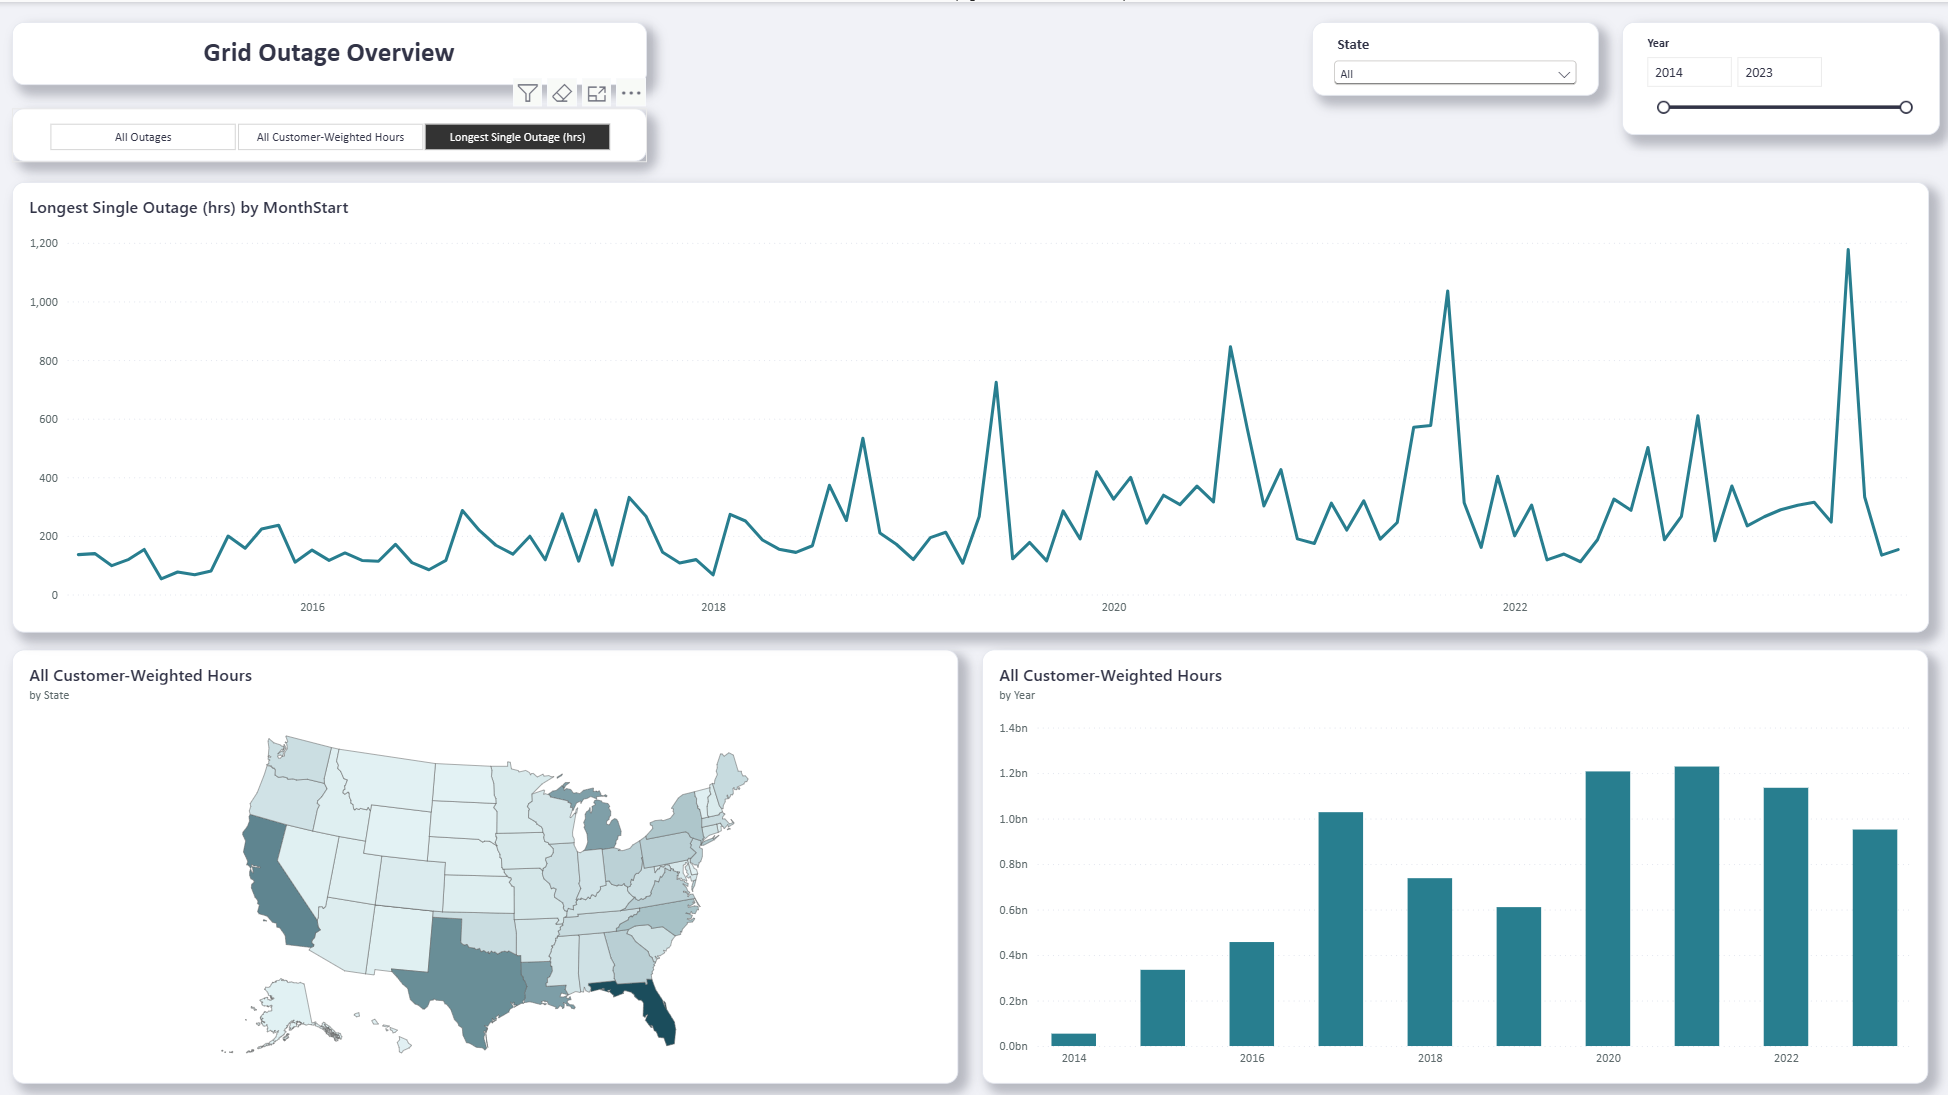 Grid Outage Overview
State
All
Year
2014 2023
All Outages All Customer-Weighted Hours Longest Single Outage (hrs)
Longest Single Outage (hrs) by MonthStart
1,200
1,000
800
600
400
200
0
2016 2018 2020 2022
All Customer-Weighted Hours
by State
All Customer-Weighted Hours
by Year
1.4bn
1.2bn
1.0bn
0.8bn
0.6bn
0.4bn
0.2bn
0.0bn
2014 2016 2018 2020 2022